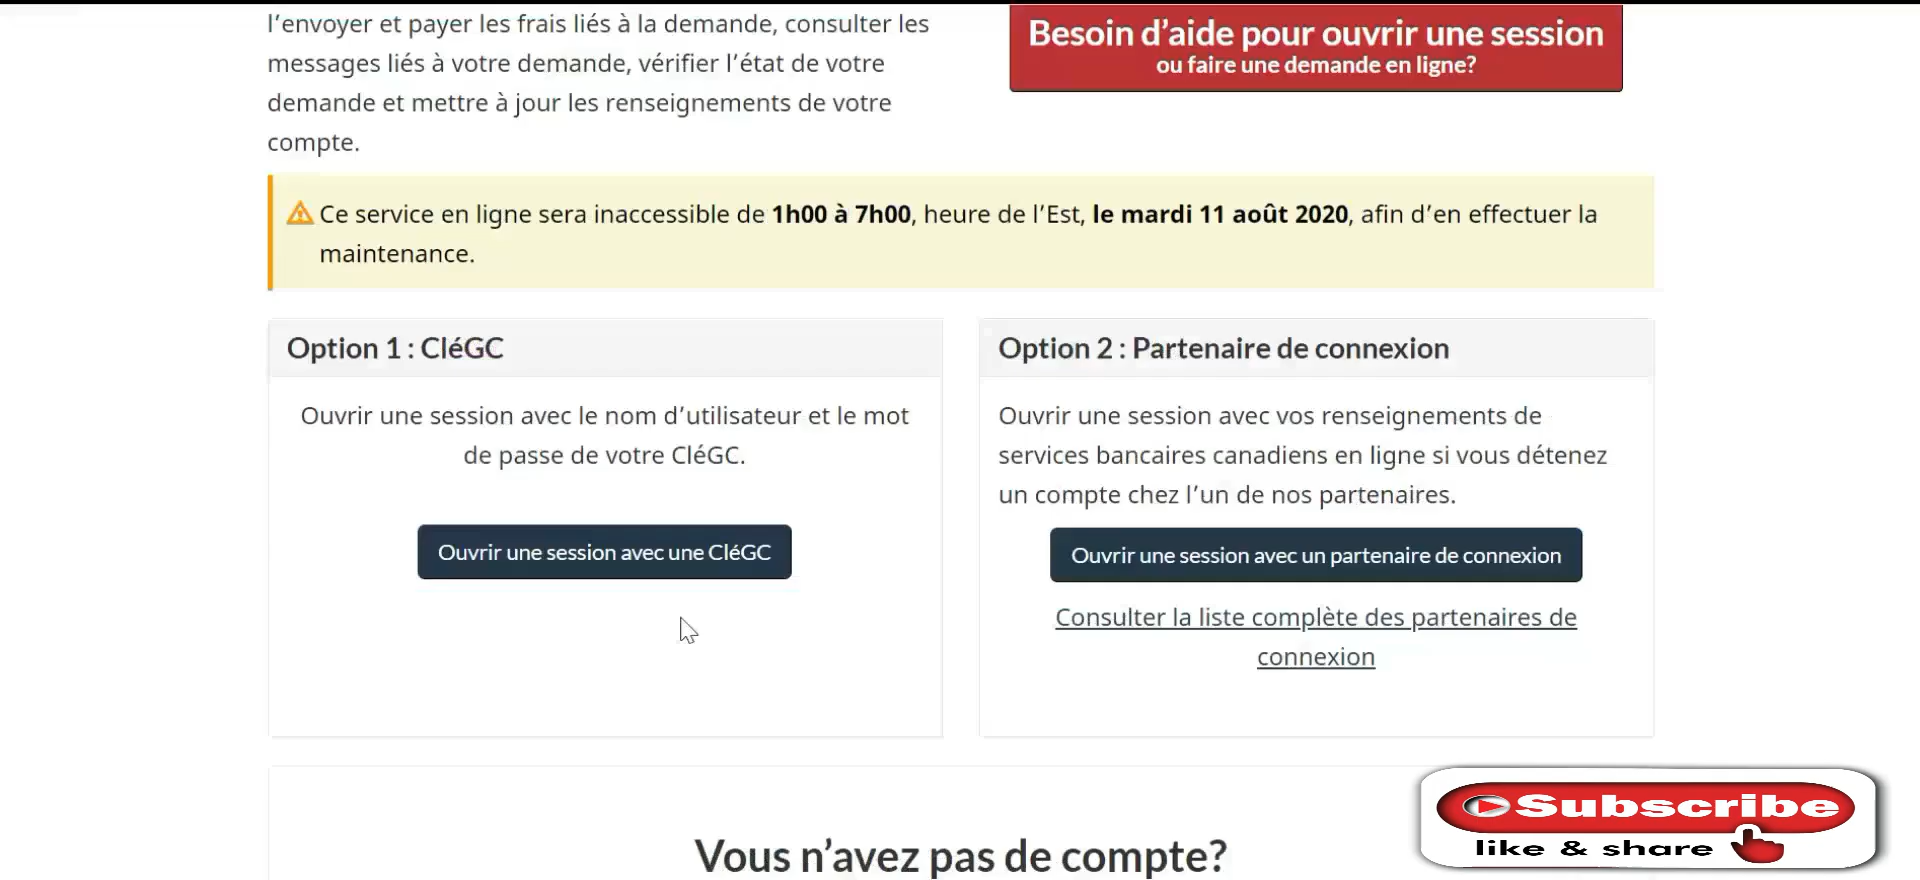 l’envoyer et payer les frais liés à la demande, consulter les
messages liés à votre demande, vérifier l’état de votre
demande et mettre à jour les renseignements de votre
compte.
Besoin d’aide pour ouvrir une session
ou faire une demande en ligne?
Ce service en ligne sera inaccessible de 1h00 à 7h00, heure de l’Est, le mardi 11 août 2020, afin d’en effectuer la
maintenance.
Option 1 : CléGC
Ouvrir une session avec le nom d’utilisateur et le mot
de passe de votre CléGC.
Ouvrir une session avec une CléGC
Option 2 : Partenaire de connexion
Ouvrir une session avec vos renseignements de
services bancaires canadiens en ligne si vous détenez
un compte chez l’un de nos partenaires.
Ouvrir une session avec un partenaire de connexion
Consulter la liste complète des partenaires de
connexion
Vous n’avez pas de compte?
Subscribe
like & share